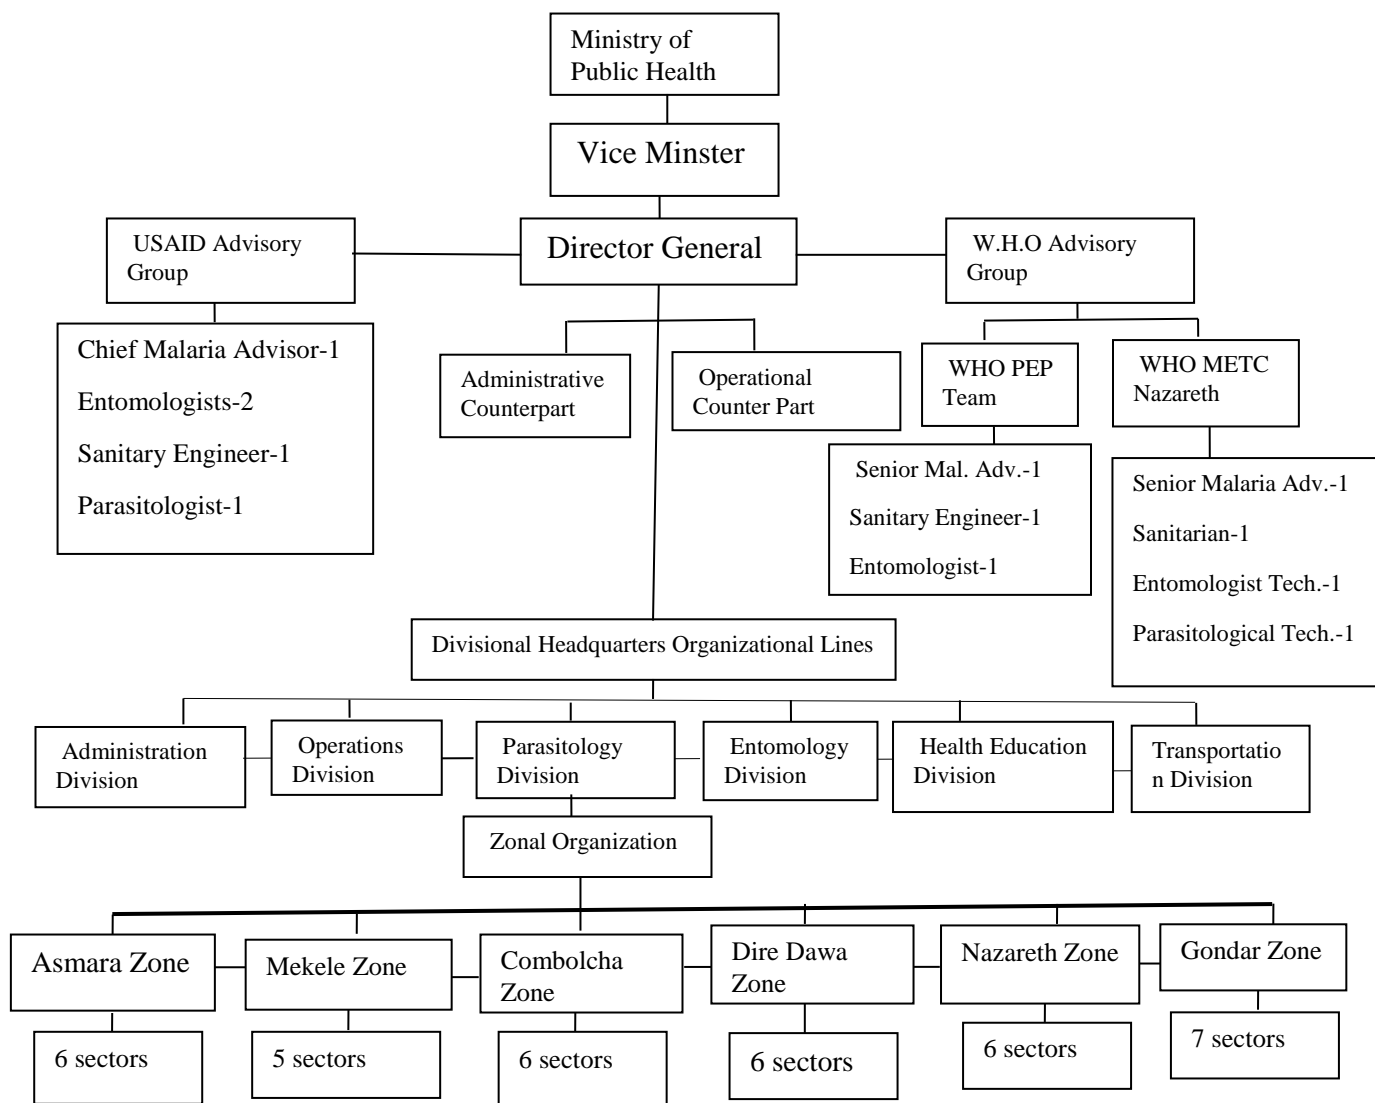 Ministry of
Public Health
Vice Minster
USAID Advisory
Group
Director General
W.H.O Advisory
Group
Chief Malaria Advisor-1
Entomologists-2
Sanitary Engineer-1
Parasitologist-1
Administrative
Counterpart
Operational
Counter Part
WHO PEP
Team
WHO METC
Nazareth
Senior Mal. Adv.-1
Sanitary Engineer-1
Entomologist-1
Senior Malaria Adv.-1
Sanitarian-1
Entomologist Tech.-1
Parasitological Tech.-1
Divisional Headquarters Organizational Lines
Administration
Division
Operations
Division
Parasitology
Division
Entomology
Division
Health Education
Division
Transportatio
n Division
Zonal Organization
Asmara Zone
Mekele Zone
Combolcha
Zone
Dire Dawa
Zone
Nazareth Zone
Gondar Zone
6 sectors
5 sectors
6 sectors
6 sectors
6 sectors
7 sectors